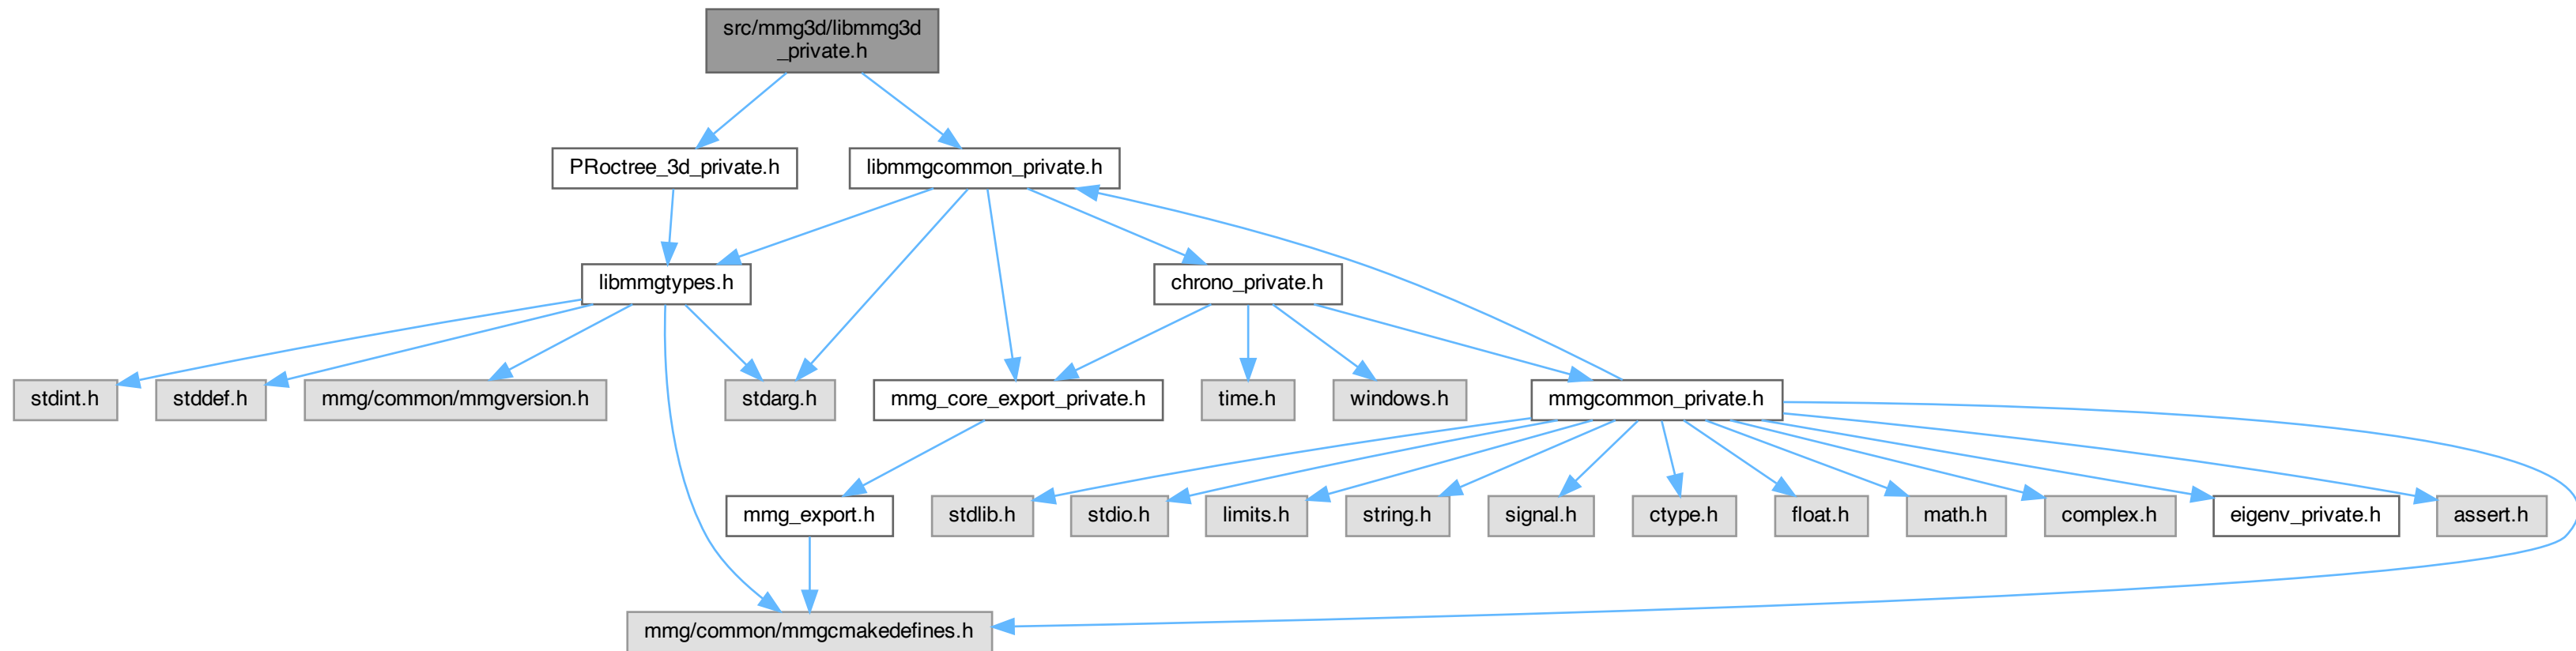 src/mmg3d/libmmg3d
_private.h
PRoctree_3d_private.h
libmmgcommon_private.h
libmmgtypes.h
chrono_private.h
stdint.h
stddef.h
mmg/common/mmgversion.h
stdarg.h
mmg_core_export_private.h
time.h
windows.h
mmgcommon_private.h
mmg_export.h
stdlib.h
stdio.h
limits.h
string.h
signal.h
ctype.h
float.h
math.h
complex.h
eigenv_private.h
assert.h
mmg/common/mmgcmakedefines.h